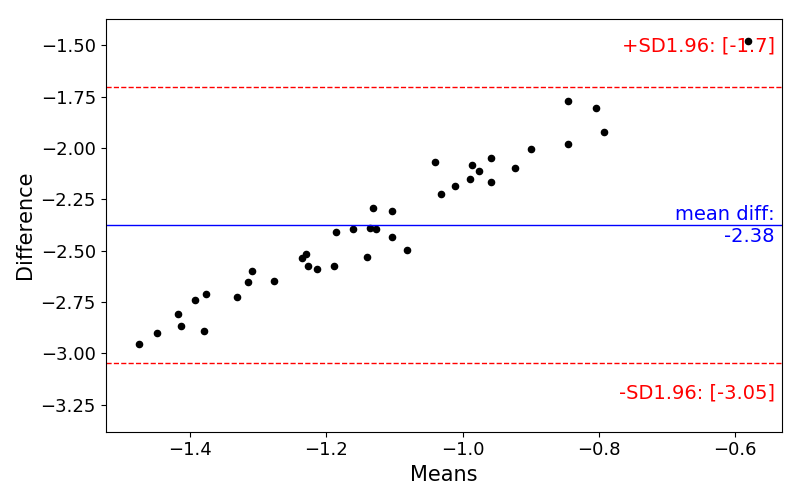 −1.50
+SD1.96: [-1.7]
−1.75
−2.00
−2.25
mean diff:
-2.38
−2.50
−2.75
−3.00
−3.25
-SD1.96: [-3.05]
Difference
−1.4
−1.2
−1.0
−0.8
−0.6
Means